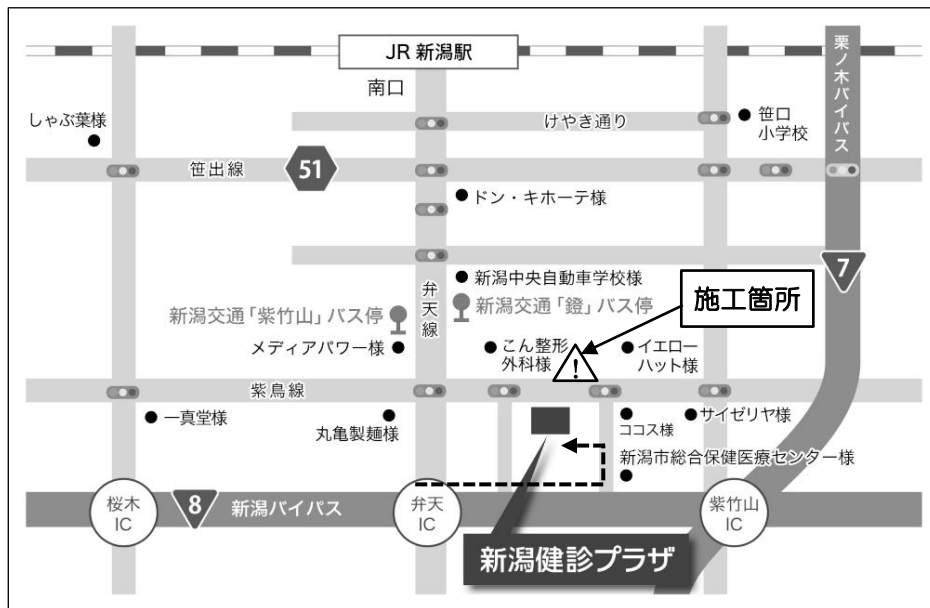 JR 新潟駅
南口
栗ノ木バイパス
しゃぶ葉様
けやき通り
笹口
小学校
笹出線
51
ドン・キホーテ様
7
新潟中央自動車学校様
弁天線
新潟交通「紫竹山」バス停
新潟交通「鐙」バス停
施工箇所
メディアパワー様
こん整形
外科様
!
イエロー
ハット様
紫鳥線
一真堂様
丸亀製麺様
ココス様
サイゼリヤ様
新潟市総合保健医療センター様
桜木
IC
8
新潟バイパス
弁天
IC
紫竹山
IC
新潟健診プラザ